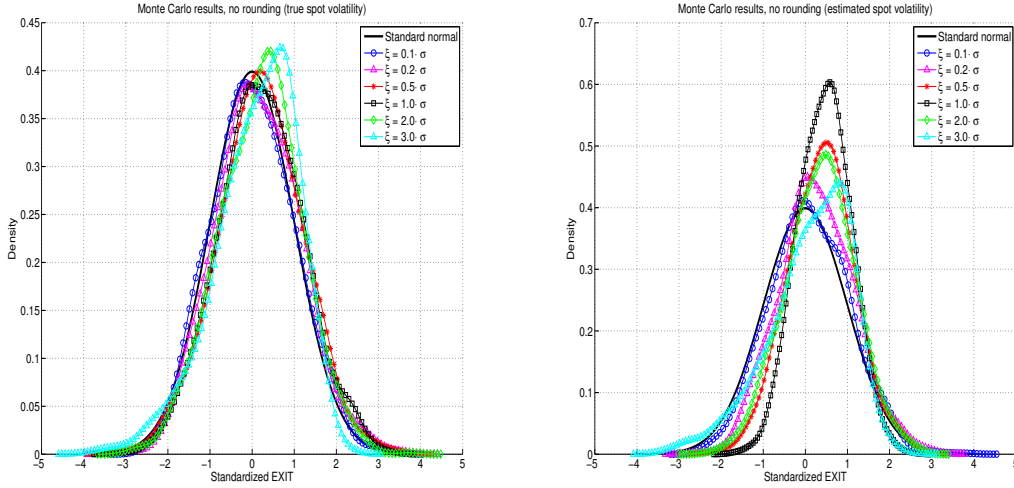 Monte Carlo results, no rounding (true spot volatility)
0.45
0.4
0.35
0.3
0.25
0.2
0.15
0.1
0.05
0
Density
−5 −4 −3 −2 −1 0 1 2 3 4 5
Standardized EXIT
Standard normal
ξ = 0.1· σ
ξ = 0.2· σ
ξ = 0.5· σ
ξ = 1.0· σ
ξ = 2.0· σ
ξ = 3.0· σ
Monte Carlo results, no rounding (estimated spot volatility)
0.7
0.6
0.5
0.4
0.3
0.2
0.1
0
Density
−5 −4 −3 −2 −1 0 1 2 3 4 5
Standardized EXIT
Standard normal
ξ = 0.1· σ
ξ = 0.2· σ
ξ = 0.5· σ
ξ = 1.0· σ
ξ = 2.0· σ
ξ = 3.0· σ